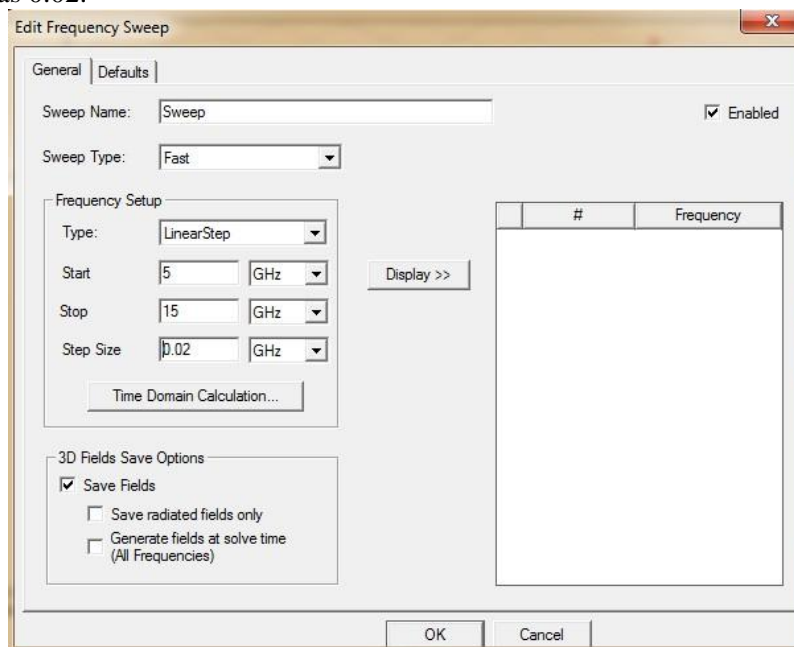 as 0.02.
Edit Frequency Sweep
x
General Defaults
Sweep Name: Sweep Enabled
Sweep Type: Fast
Frequency Setup
Type: LinearStep
Start 5 GHz
Stop 15 GHz
Step Size 0.02 GHz
Time Domain Calculation...
Display >>
# Frequency
3D Fields Save Options
Save Fields
Save radiated fields only
Generate fields at solve time
(All Frequencies)
OK Cancel